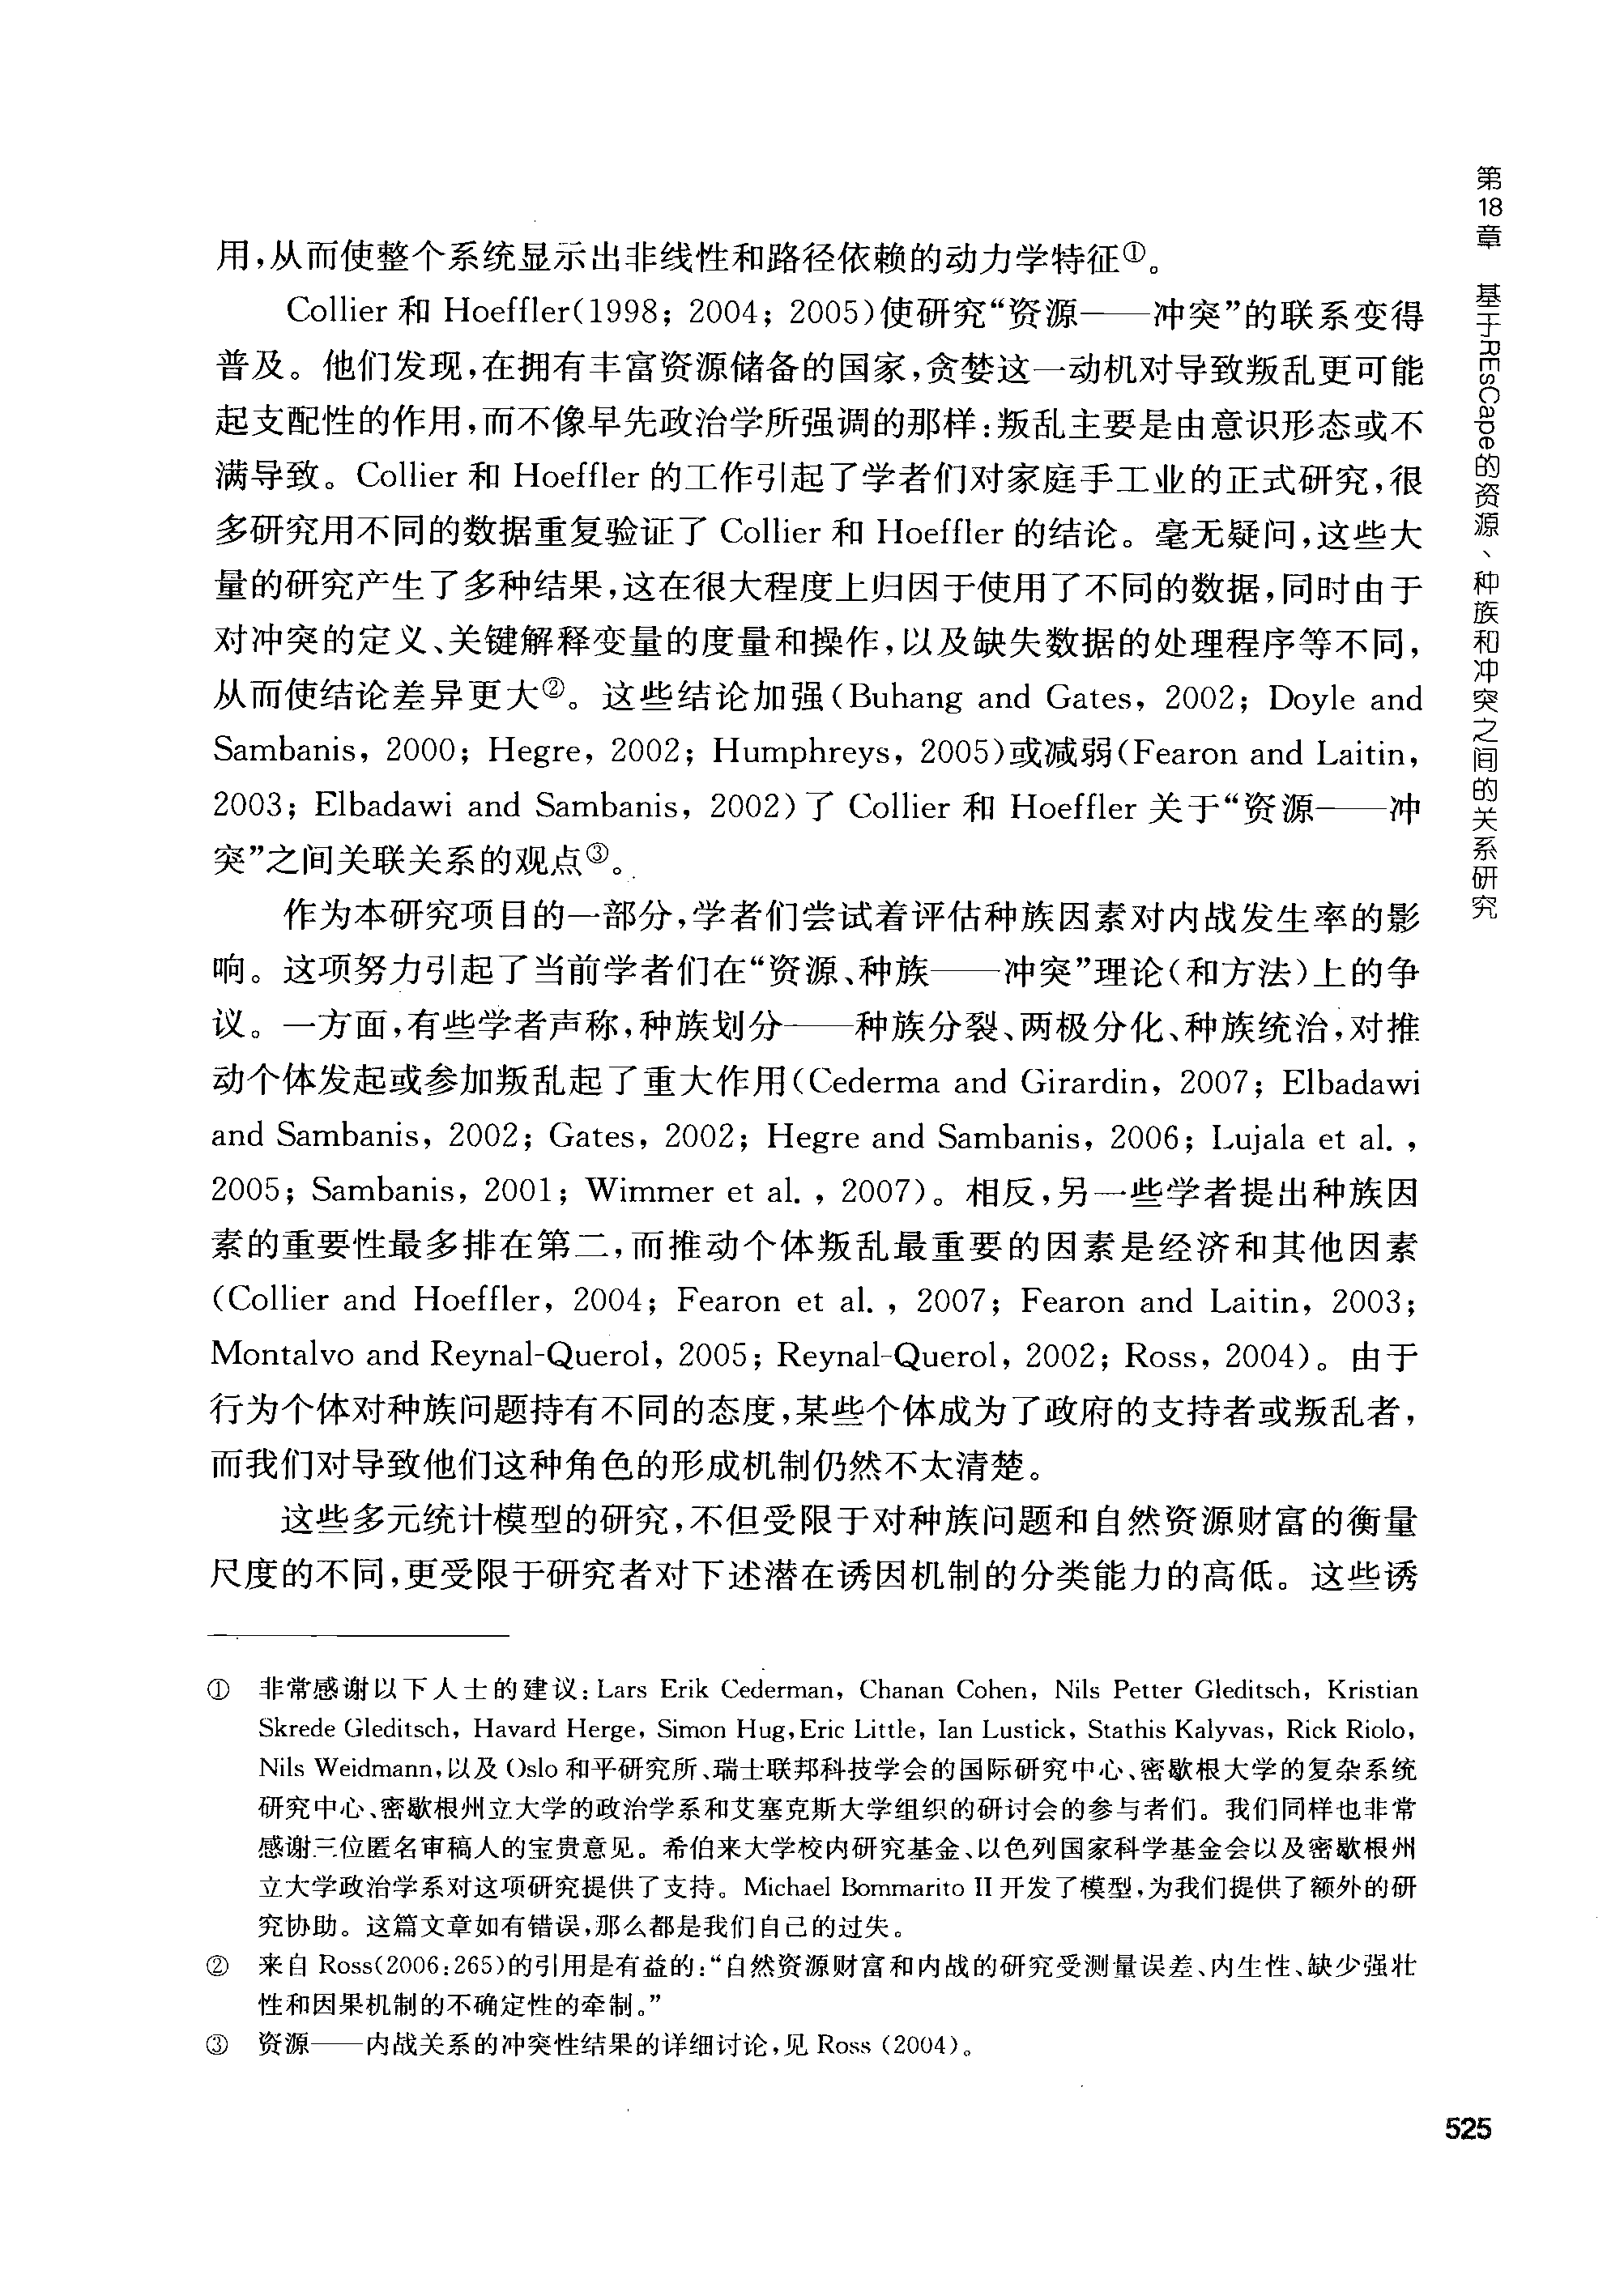 用,从而使整个系统显示出非线性和路径依赖的动力学特征①。
Collier 和 Hoeffler(1998; 2004; 2005)使研究“资源——冲突”的联系变得
普及。他们发现,在拥有丰富资源储备的国家,贪婪这一动机对导致叛乱更可能
起支配性的作用,而不像早先政治学所强调的那样:叛乱主要是由意识形态或不
满导致。Collier 和 Hoeffler 的工作引起了学者们对家庭手工业的正式研究,很
多研究用不同的数据重复验证了 Collier 和 Hoeffler 的结论。毫无疑问,这些大
量的研究产生了多种结果,这在很大程度上归因于使用了不同的数据,同时由于
对冲突的定义、关键解释变量的度量和操作,以及缺失数据的处理程序等不同,
从而使结论差异更大②。这些结论加强(Buhang and Gates, 2002; Doyle and
Sambanis, 2000; Hegre, 2002; Humphreys, 2005)或减弱(Fearon and Laitin,
2003; Elbadawi and Sambanis, 2002)了 Collier 和 Hoeffler 关于“资源——冲
突”之间关联关系的观点③。
作为本研究项目的一部分,学者们尝试着评估种族因素对内战发生率的影
响。这项努力引起了当前学者们在“资源、种族——冲突”理论(和方法)上的争
议。一方面,有些学者声称,种族划分——种族分裂、两极分化、种族统治,对推
动个体发起或参加叛乱起了重大作用(Cederma and Girardin, 2007; Elbadawi
and Sambanis, 2002; Gates, 2002; Hegre and Sambanis, 2006; Lujala et al. ,
2005; Sambanis, 2001; Wimmer et al. , 2007)。相反,另一些学者提出种族因
素的重要性最多排在第二,而推动个体叛乱最重要的因素是经济和其他因素
(Collier and Hoeffler, 2004; Fearon et al. , 2007; Fearon and Laitin, 2003;
Montalvo and Reynal-Querol, 2005; Reynal-Querol, 2002; Ross, 2004)。由于
行为个体对种族问题持有不同的态度,某些个体成为了政府的支持者或叛乱者,
而我们对导致他们这种角色的形成机制仍然不太清楚。
这些多元统计模型的研究,不但受限于对种族问题和自然资源财富的衡量
尺度的不同,更受限于研究者对下述潜在诱因机制的分类能力的高低。这些诱
① 非常感谢以下人士的建议:Lars Erik Cederman, Chanan Cohen, Nils Petter Gleditsch, Kristian
Skrede Gleditsch, Havard Herge, Simon Hug,Eric Little, Ian Lustick, Stathis Kalyvas, Rick Riolo,
Nils Weidmann,以及 Oslo 和平研究所、瑞士联邦科技学会的国际研究中心、密歇根大学的复杂系统
研究中心、密歇根州立大学的政治学系和艾塞克斯大学组织的研讨会的参与者们。我们同样也非常
感谢三位匿名审稿人的宝贵意见。希伯来大学校内研究基金、以色列国家科学基金会以及密歇根州
立大学政治学系对这项研究提供了支持。Michael Bommarito II 开发了模型,为我们提供了额外的研
究协助。这篇文章如有错误,那么都是我们自己的过失。
② 来自 Ross(2006:265)的引用是有益的:“自然资源财富和内战的研究受测量误差、内生性、缺少强壮
性和因果机制的不确定性的牵制。”
③ 资源——内战关系的冲突性结果的详细讨论,见 Ross (2004)。
第18章 基于REsCape的资源、种族和冲突之间的关系研究
525